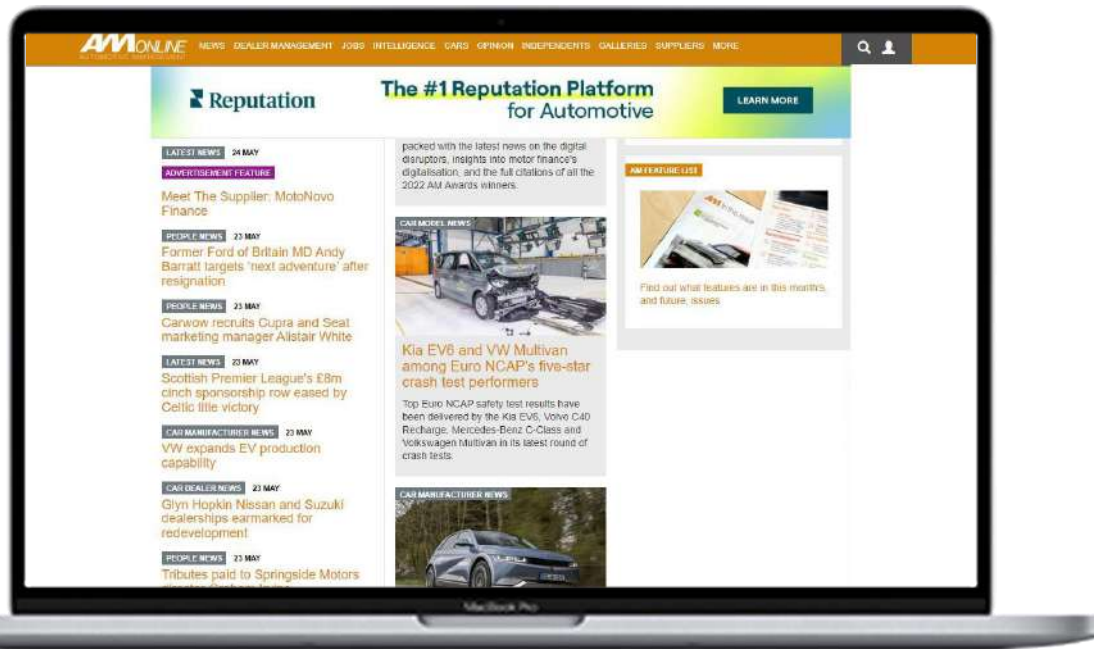 AM ONLINE
AUTOMOTIVE MANAGEMENT
NEWS DEALER MANAGEMENT JOBS INTELLIGENCE CARS OPINION INDEPENDENTS GALLERIES SUPPLIERS MORE
Reputation
The #1 Reputation Platform
for Automotive
LEARN MORE
LATEST NEWS 24 MAY
ADVERTISEMENT FEATURE
Meet The Supplier: MotoNovo
Finance
PEOPLE NEWS 23 MAY
Former Ford of Britain MD Andy
Barratt targets 'next adventure' after
resignation
PEOPLE NEWS 23 MAY
Carwow recruits Cupra and Seat
marketing manager Alistair White
LATEST NEWS 23 MAY
Scottish Premier League's £8m
cinch sponsorship row eased by
Celtic title victory
CAR MANUFACTURER NEWS 23 MAY
VW expands EV production
capability
CAR DEALER NEWS 23 MAY
Glyn Hopkin Nissan and Suzuki
dealerships earmarked for
redevelopment
PEOPLE NEWS 23 MAY
Tributes paid to Springside Motors
packed with the latest news on the digital
disruptors, insights into motor finance's
digitalisation, and the full citations of all the
2022 AM Awards winners.
CAR MODEL NEWS
Kia EV6 and VW Multivan
among Euro NCAP's five-star
crash test performers
Top Euro NCAP safety test results have
been delivered by the Kia EV6, Volvo C40
Recharge, Mercedes-Benz C-Class and
Volkswagen Multivan in its latest round of
crash tests.
CAR MANUFACTURER NEWS
AM FEATURE LIST
AM in this issue
Find out what features are in this month's,
and future, issues
MacBook Pro